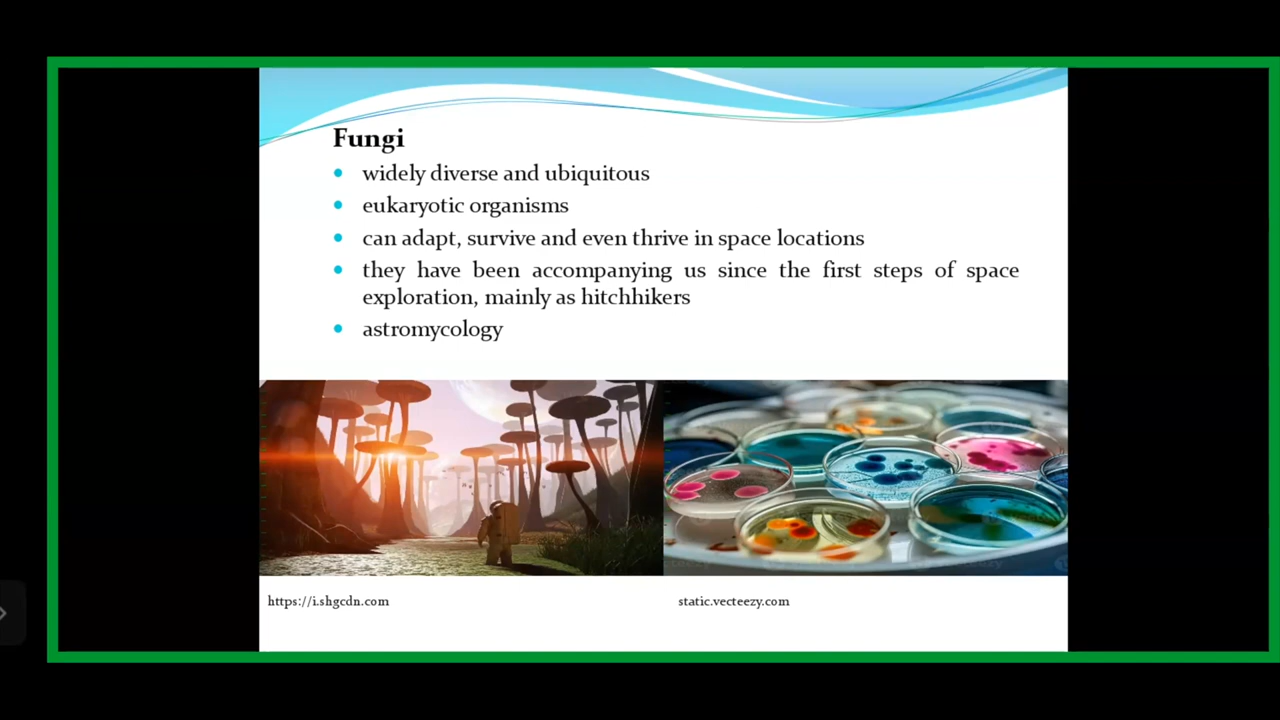 Fungi
widely diverse and ubiquitous
eukaryotic organisms
can adapt, survive and even thrive in space locations
they have been accompanying us since the first steps of space
exploration, mainly as hitchhikers
astromycology
https://i.shgcdn.com
static.vecteezy.com